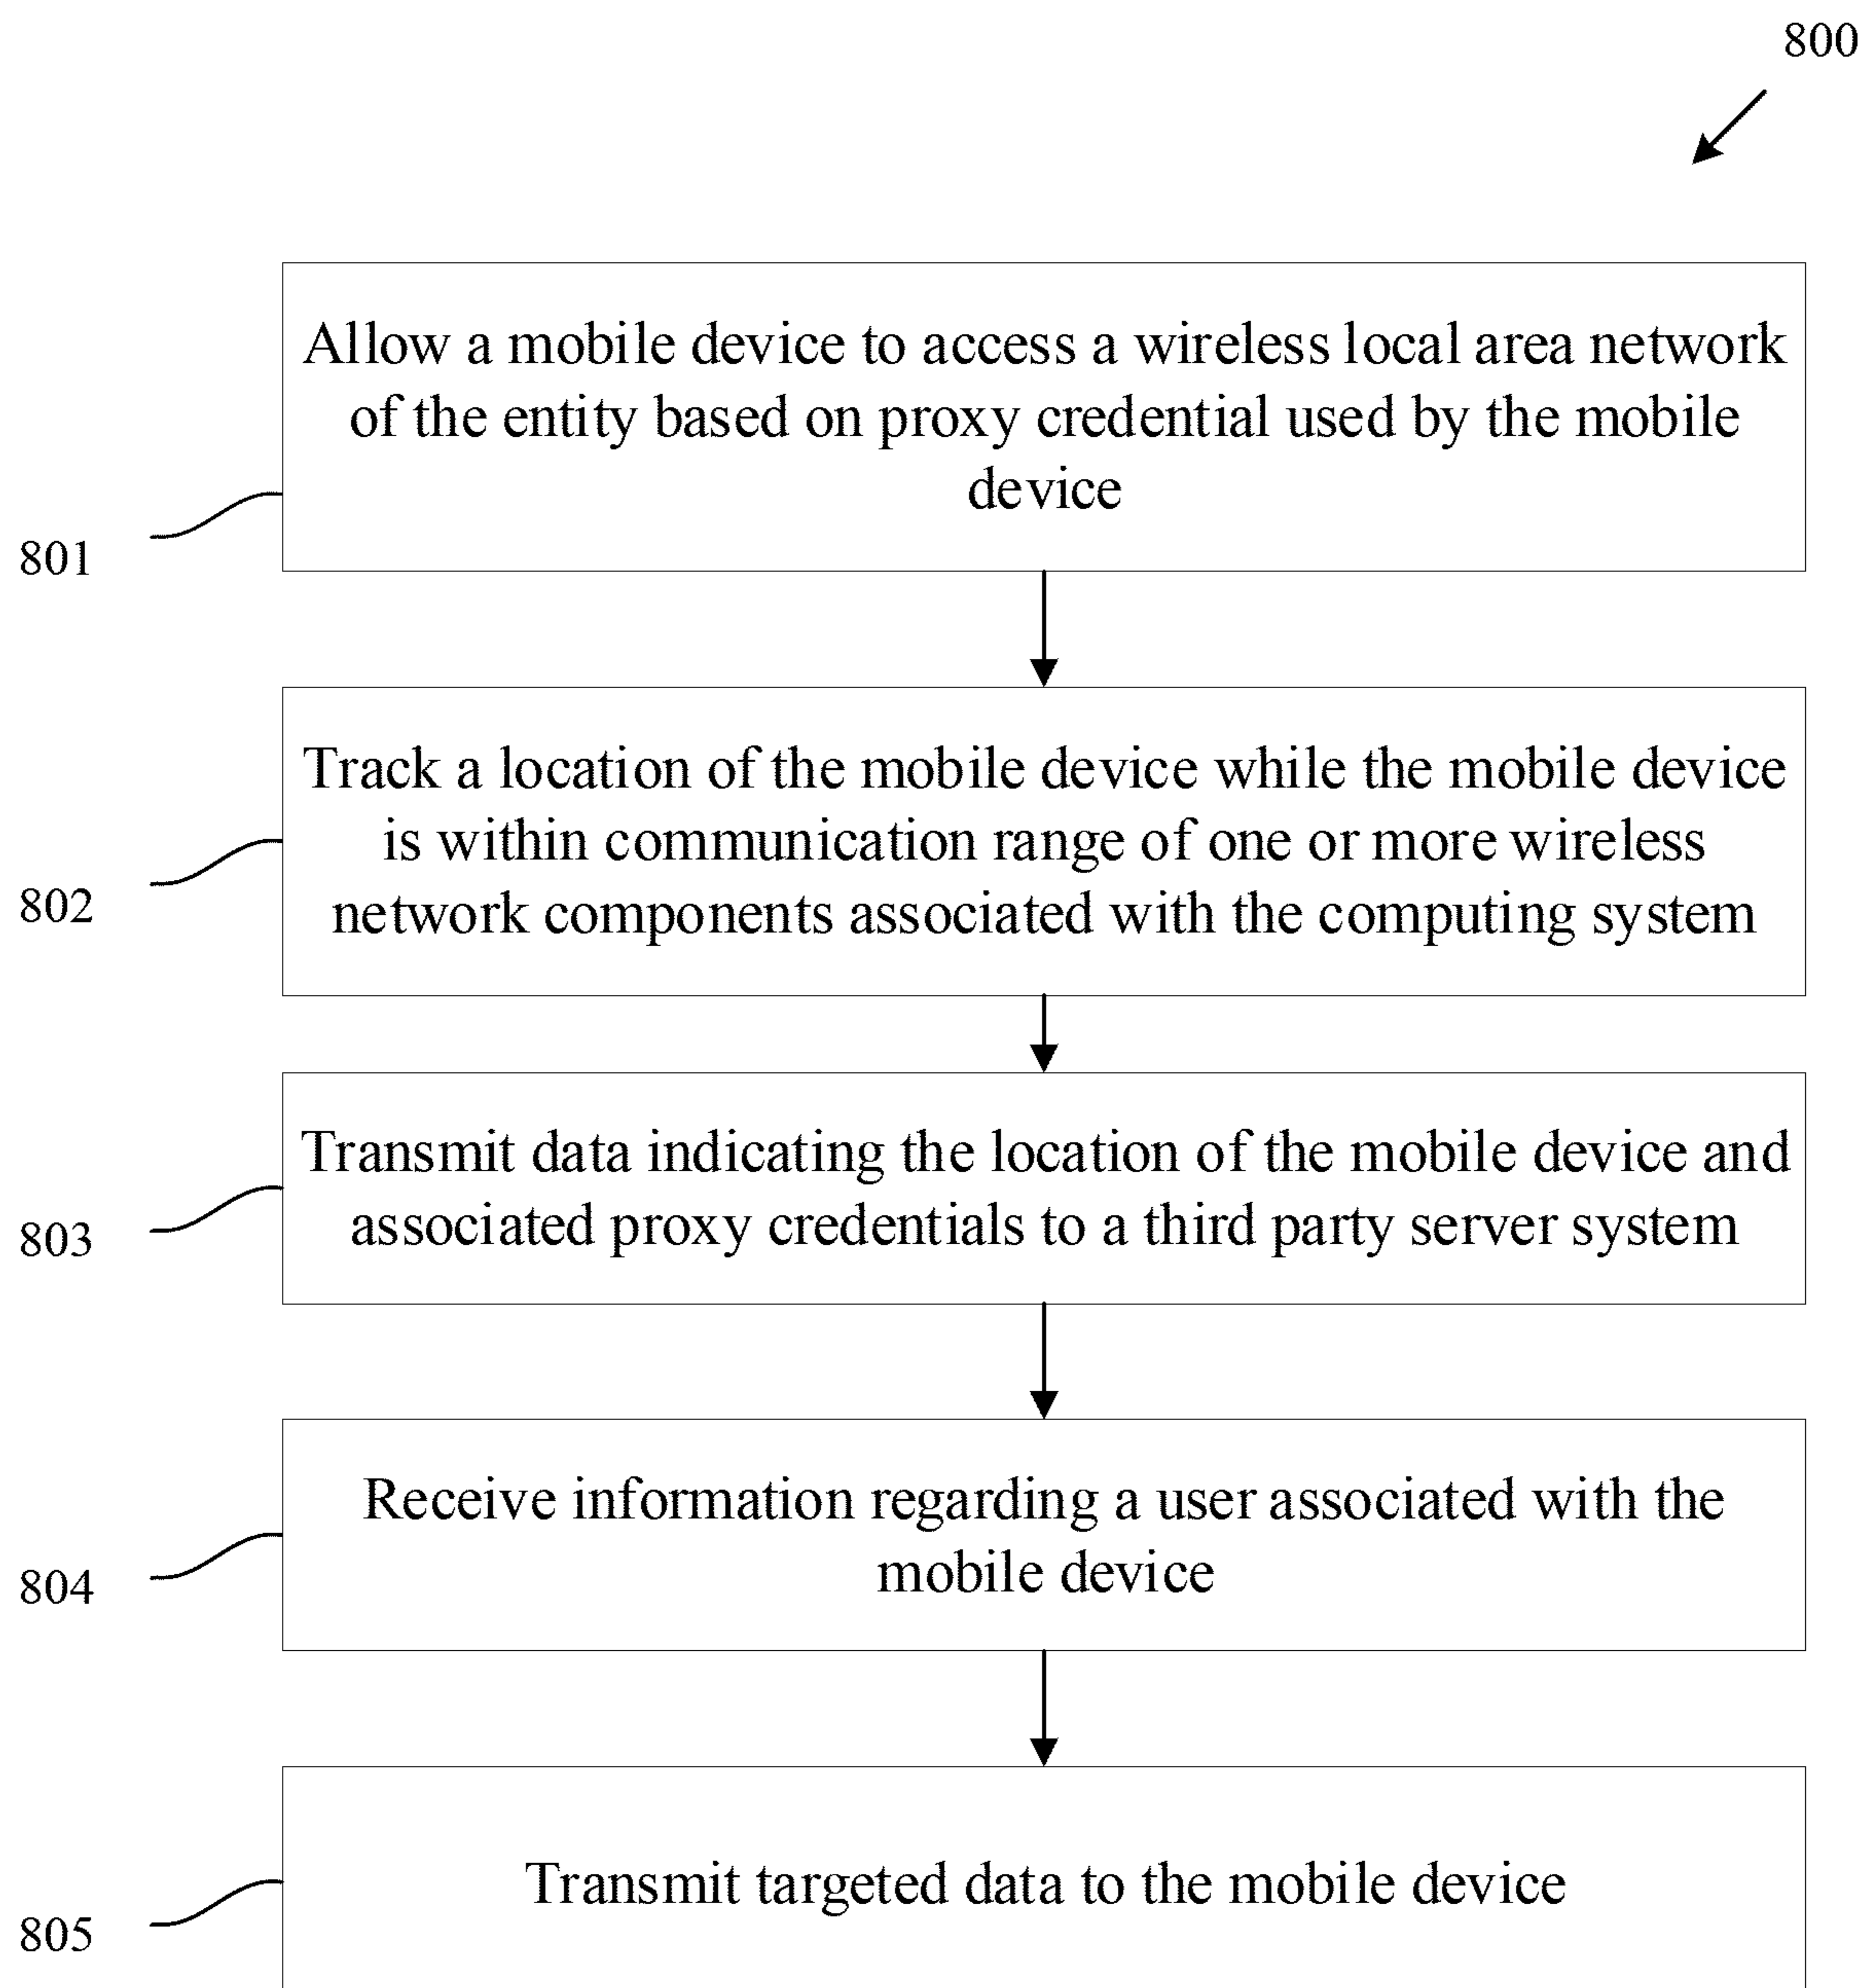 800
Allow a mobile device to access a wireless local area network
of the entity based on proxy credential used by the mobile
device
801
Track a location of the mobile device while the mobile device
is within communication range of one or more wireless
network components associated with the computing system
802
Transmit data indicating the location of the mobile device and
associated proxy credentials to a third party server system
803
Receive information regarding a user associated with the
mobile device
804
Transmit targeted data to the mobile device
805